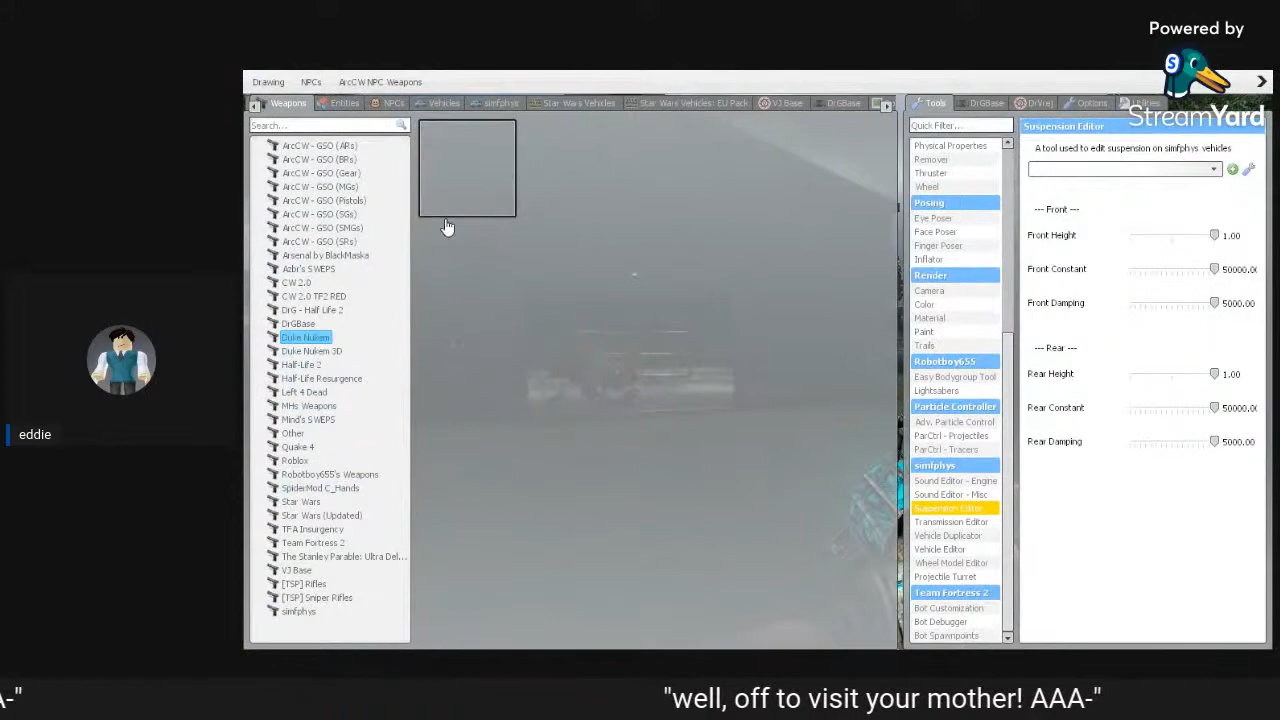 Powered by
StreamYard
Drawing NPCs ArcCW NPC Weapons
Weapons Entities NPCs Vehicles simfphys Star Wars Vehicles Star Wars Vehicles: EU Pack VJ Base DrGBase
Tools DrGBase DrVrej Options Utilities
Search...
ArcCW - GSO (ARs)
ArcCW - GSO (BRs)
ArcCW - GSO (Gear)
ArcCW - GSO (MGs)
ArcCW - GSO (Pistols)
ArcCW - GSO (SGs)
ArcCW - GSO (SMGs)
ArcCW - GSO (SRs)
Arsenal by BlackMaska
Azbr's SWEPS
CW 2.0
CW 2.0 TF2 RED
DrG - Half Life 2
DrGBase
Duke Nukem
Duke Nukem 3D
Half-Life 2
Half-Life Resurgence
Left 4 Dead
MHs Weapons
Mind's SWEPS
Other
Quake 4
Roblox
Robotboy655's Weapons
SpiderMod C_Hands
Star Wars
Star Wars (Updated)
TFA Insurgency
Team Fortress 2
The Stanley Parable: Ultra Del...
VJ Base
[TSP] Rifles
[TSP] Sniper Rifles
simfphys
Quick Filter...
Physical Properties
Remover
Thruster
Wheel
Posing
Eye Poser
Face Poser
Finger Poser
Inflator
Render
Camera
Color
Material
Paint
Trails
Robotboy655
Easy Bodygroup Tool
Lightsabers
Particle Controller
Adv. Particle Control
ParCtrl - Projectiles
ParCtrl - Tracers
simfphys
Sound Editor - Engine
Sound Editor - Misc
Suspension Editor
Transmission Editor
Vehicle Duplicator
Vehicle Editor
Wheel Model Editor
Projectile Turret
Team Fortress 2
Bot Customization
Bot Debugger
Bot Spawnpoints
Suspension Editor
A tool used to edit suspension on simfphys vehicles
--- Front ---
Front Height 1.00
Front Constant 50000.0
Front Damping 5000.00
--- Rear ---
Rear Height 1.00
Rear Constant 50000.0
Rear Damping 5000.00
eddie
A-" "well, off to visit your mother! AAA-"